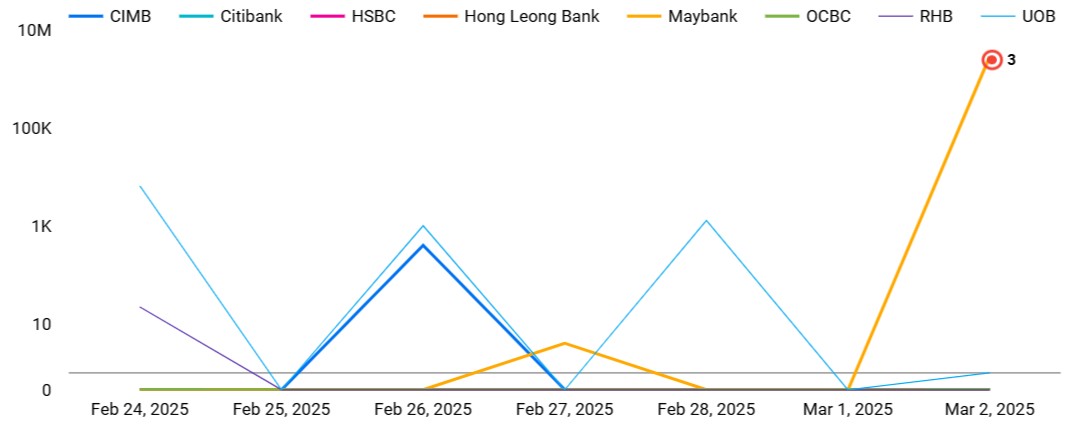 CIMB Citibank HSBC Hong Leong Bank Maybank OCBC RHB UOB
10M
3
100K
1K
10
0
Feb 24, 2025 Feb 25, 2025 Feb 26, 2025 Feb 27, 2025 Feb 28, 2025 Mar 1, 2025 Mar 2, 2025